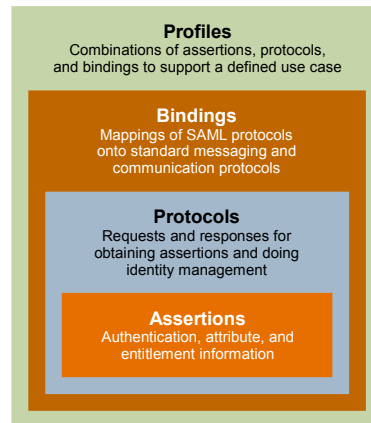 Profiles
Combinations of assertions, protocols,
and bindings to support a defined use case
Bindings
Mappings of SAML protocols
onto standard messaging and
communication protocols
Protocols
Requests and responses for
obtaining assertions and doing
identity management
Assertions
Authentication, attribute, and
entitlement information